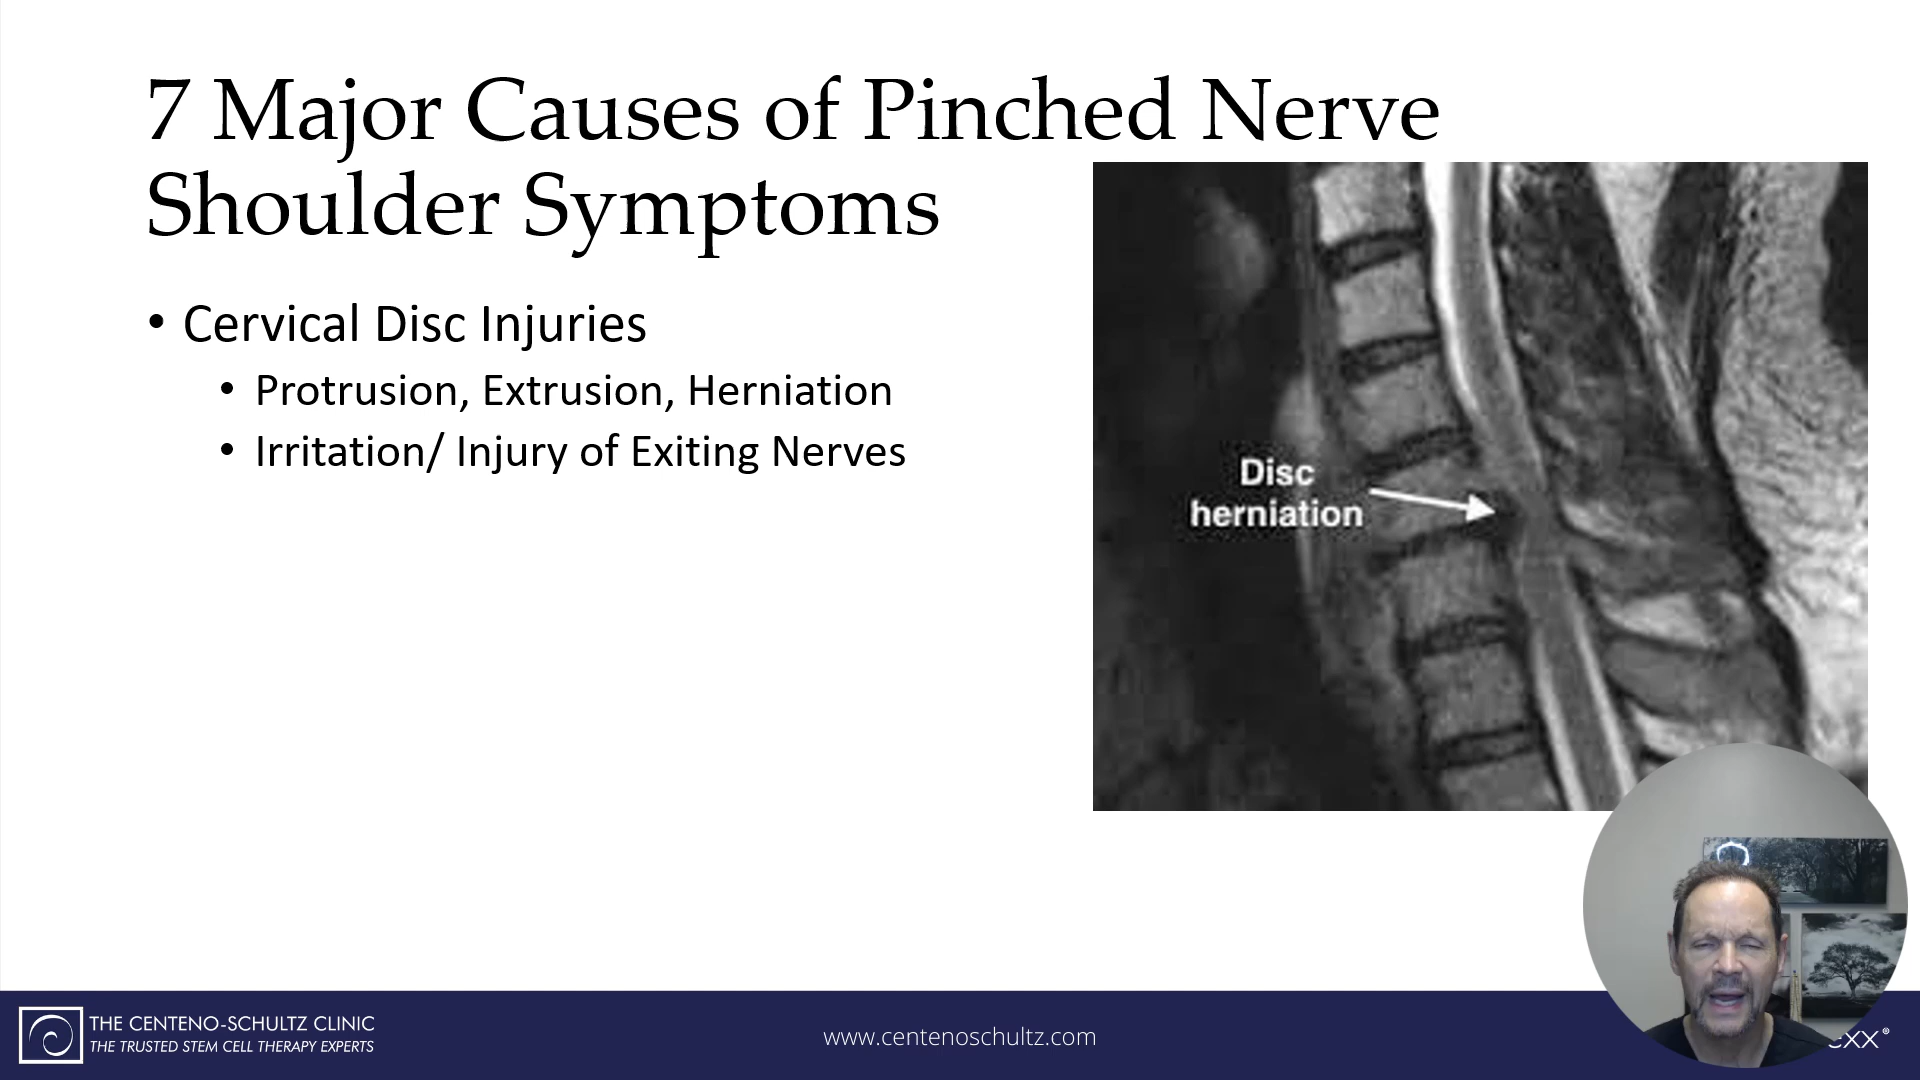 7 Major Causes of Pinched Nerve
Shoulder Symptoms
• Cervical Disc Injuries
• Protrusion, Extrusion, Herniation
• Irritation/ Injury of Exiting Nerves
Disc
herniation
THE CENTENO-SCHULTZ CLINIC
THE TRUSTED STEM CELL THERAPY EXPERTS
www.centenoschultz.com